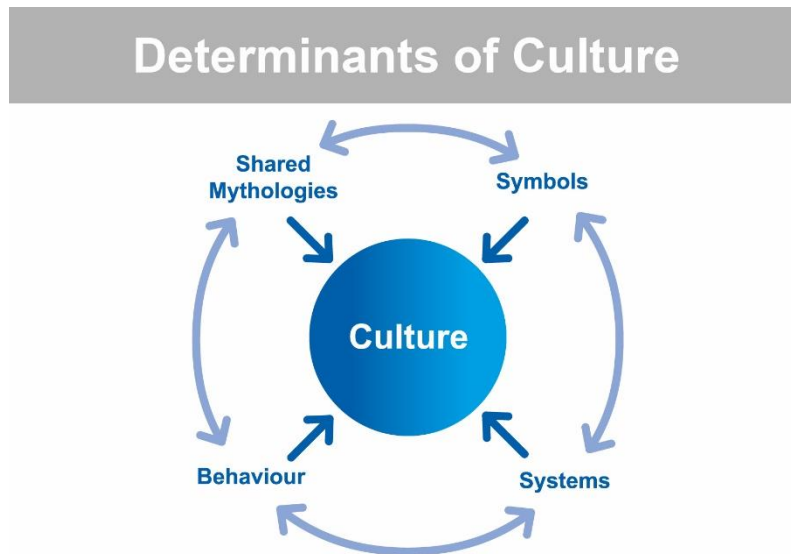 Determinants of Culture
Shared
Mythologies
Symbols
Culture
Behaviour
Systems